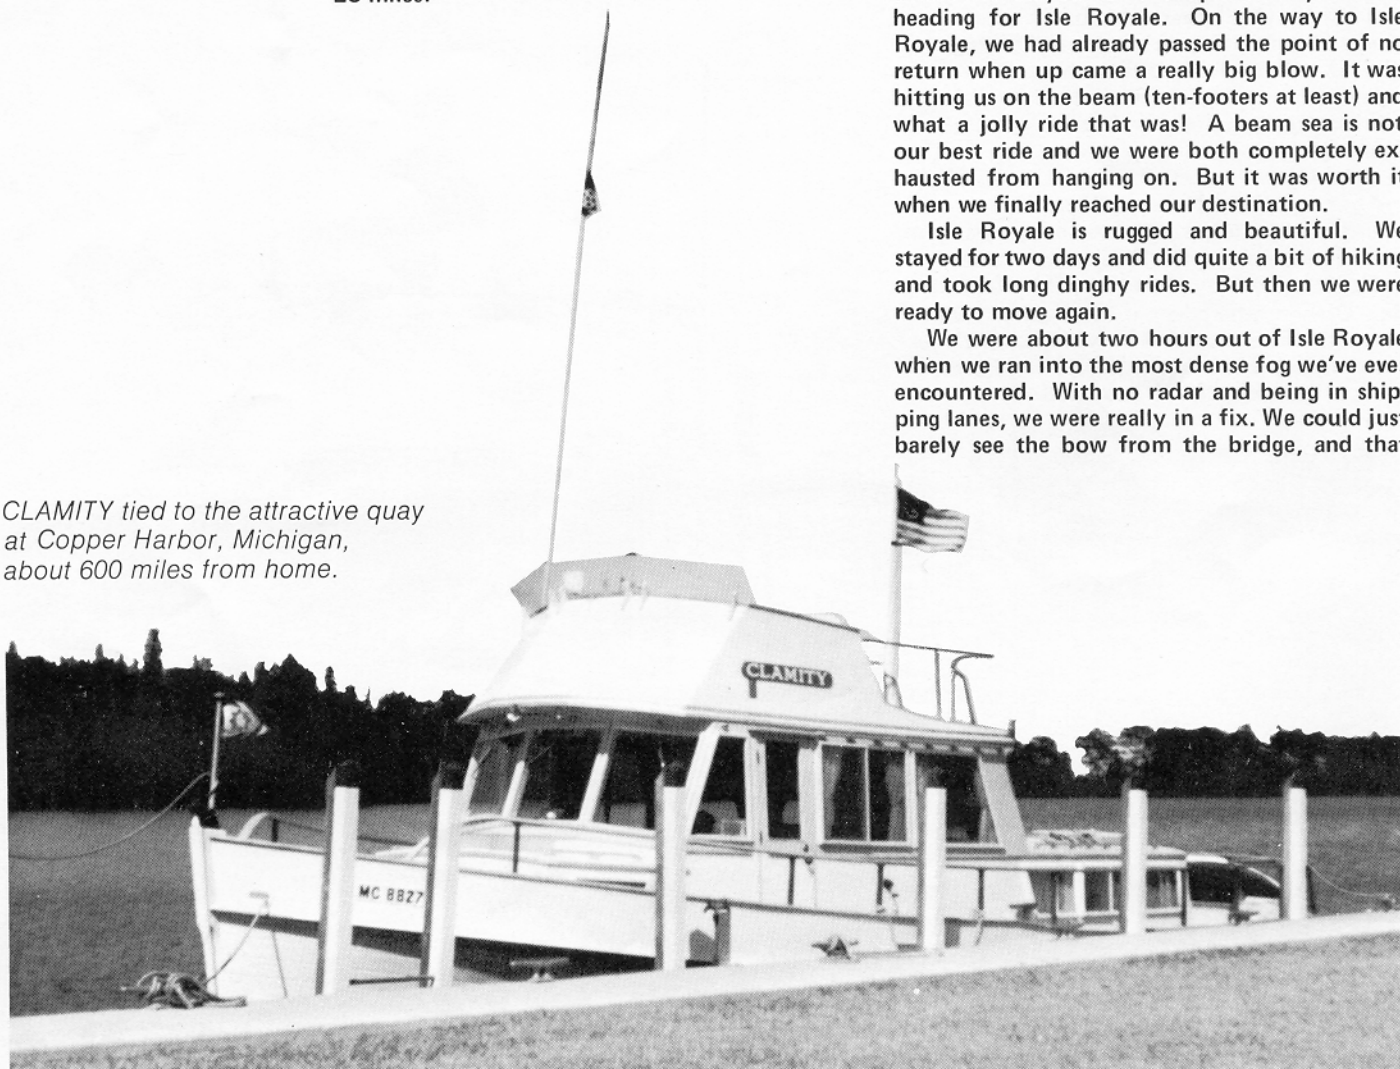 heading for Isle Royale. On the way to Isle
Royale, we had already passed the point of no
return when up came a really big blow. It was
hitting us on the beam (ten-footers at least) and
what a jolly ride that was! A beam sea is not
our best ride and we were both completely ex
hausted from hanging on. But it was worth it
when we finally reached our destination.
Isle Royale is rugged and beautiful. We
stayed for two days and did quite a bit of hiking
and took long dinghy rides. But then we were
ready to move again.
We were about two hours out of Isle Royale
when we ran into the most dense fog we've eve
encountered. With no radar and being in ship
ping lanes, we were really in a fix. We could jus
barely see the bow from the bridge, and that
CLAMITY tied to the attractive quay
at Copper Harbor, Michigan,
about 600 miles from home.
CLAMITY
MC 8827